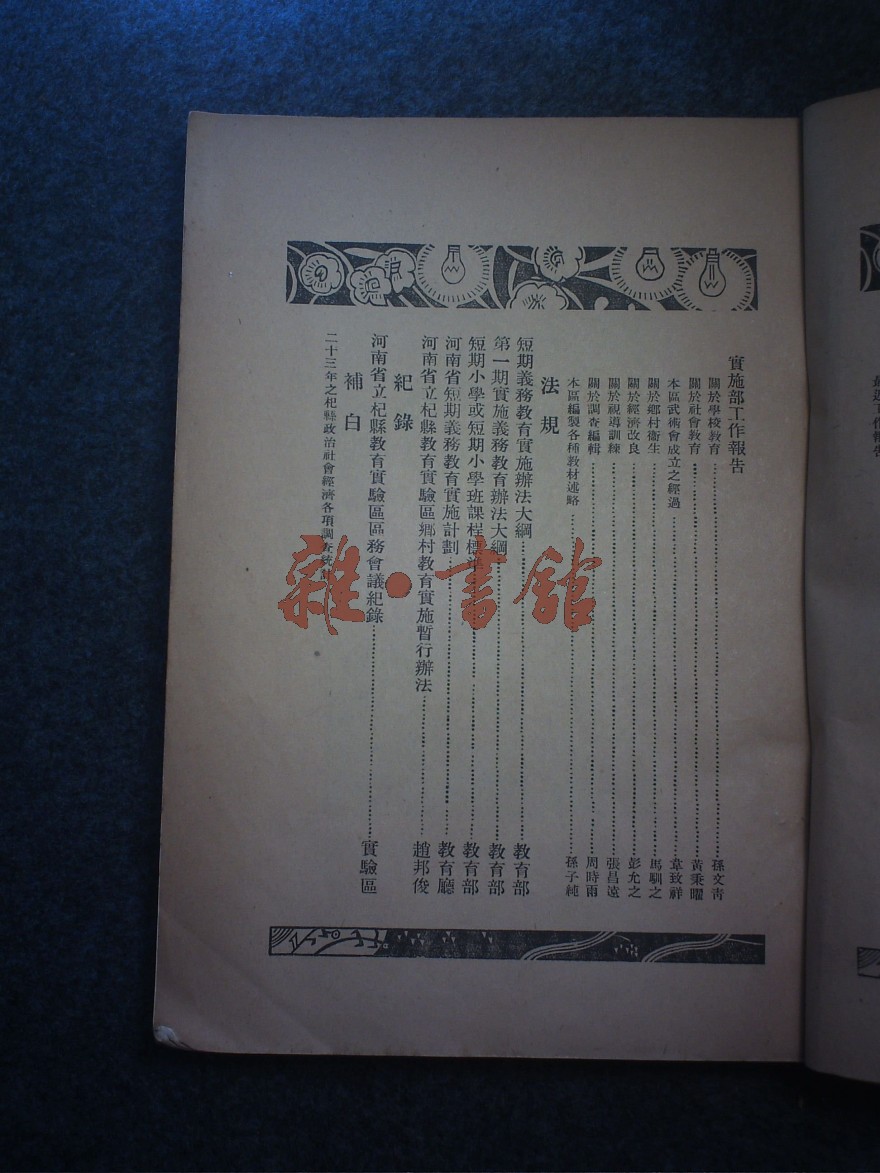 實施部工作報告
關於學校教育 孫文青
關於社會教育 黃秉曜
本區武術會成立之經過 韋致祥
關於鄉村衛生 馬馴之
關於經濟改良 彭允之
關於視導訓練 張昌遠
關於調查編輯 周時雨
本區編製各種教材述略 孫子純
法規
短期義務教育實施辦法大綱 教育部
第一期實施義務教育辦法大綱 教育部
短期小學或短期小學班課程標準 教育部
河南省短期義務教育實施計劃 教育廳
河南省立杞縣教育實驗區鄉村教育實施暫行辦法 趙邦俊
紀錄
河南省立杞縣教育實驗區區務會議紀錄 實驗區
補白
二十三年之杞縣政治社會經濟各項調查統
雜·書館